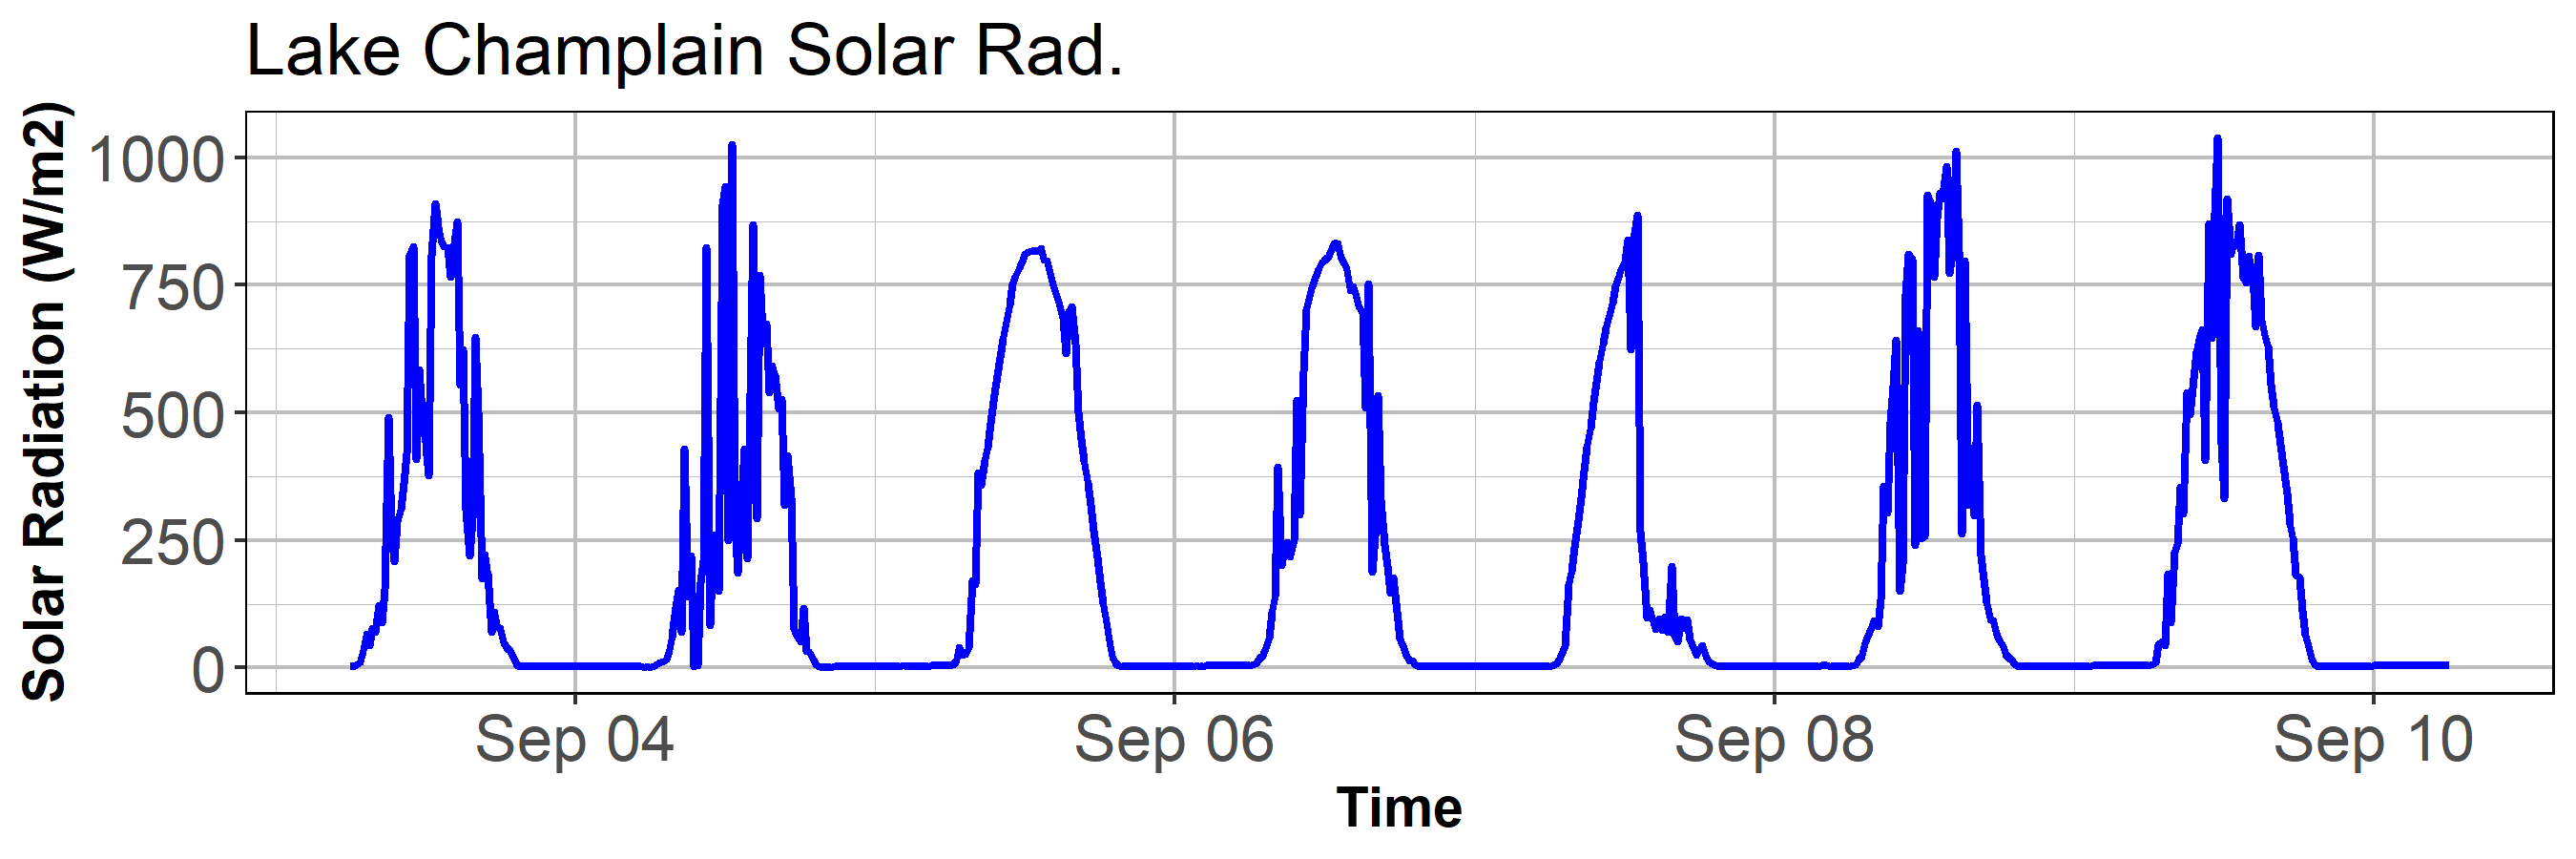 Lake Champlain Solar Rad.
Solar Radiation (W/m2)
1000
750
500
250
0
Sep 04
Sep 06
Sep 08
Sep 10
Time